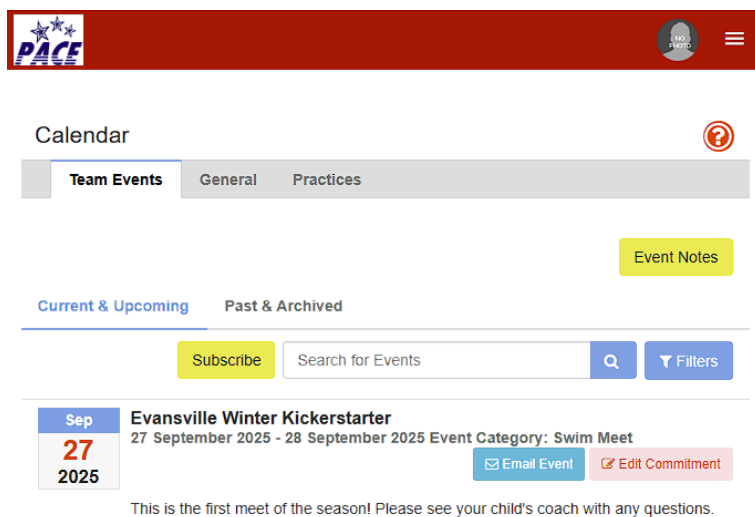 PACE
NO
PHOTO
Calendar
Team Events General Practices
Event Notes
Current & Upcoming Past & Archived
Subscribe Search for Events Filters
Sep
27
2025
Evansville Winter Kickerstarter
27 September 2025 - 28 September 2025 Event Category: Swim Meet
Email Event Edit Commitment
This is the first meet of the season! Please see your child's coach with any questions.